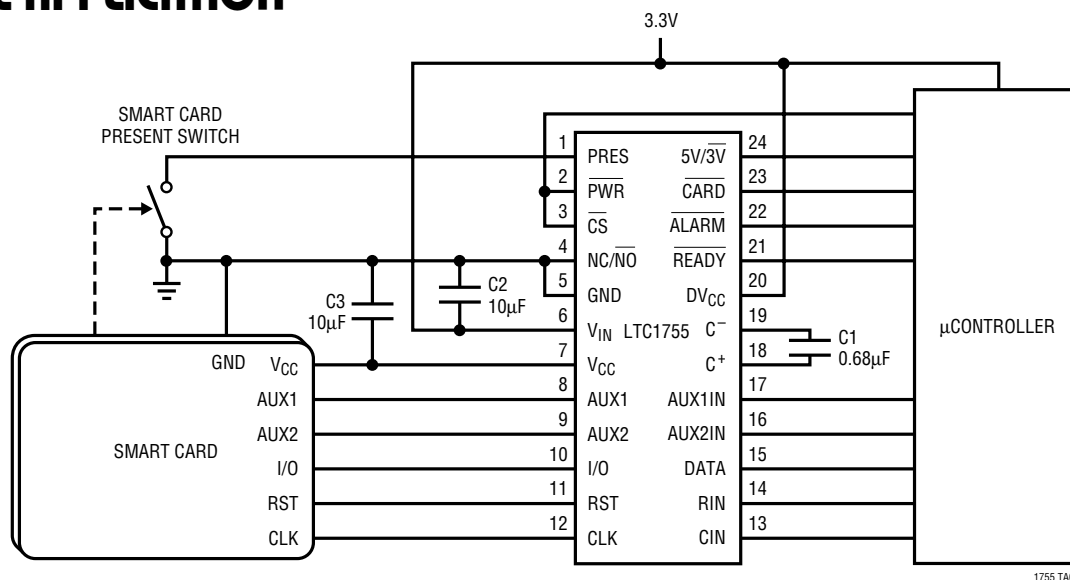 3.3V
SMART CARD
PRESENT SWITCH
1
2
3
4
5
6
7
8
9
10
11
12
PRES
PWR
CS
NC/NO
GND
VIN
VCC
AUX1
AUX2
I/O
RST
CLK
LTC1755
5V/3V
CARD
ALARM
READY
DVCC
C–
C+
AUX1IN
AUX2IN
DATA
RIN
CIN
24
23
22
21
20
19
18
17
16
15
14
13
C3
10µF
C2
10µF
C1
0.68µF
µCONTROLLER
SMART CARD
GND
VCC
AUX1
AUX2
I/O
RST
CLK